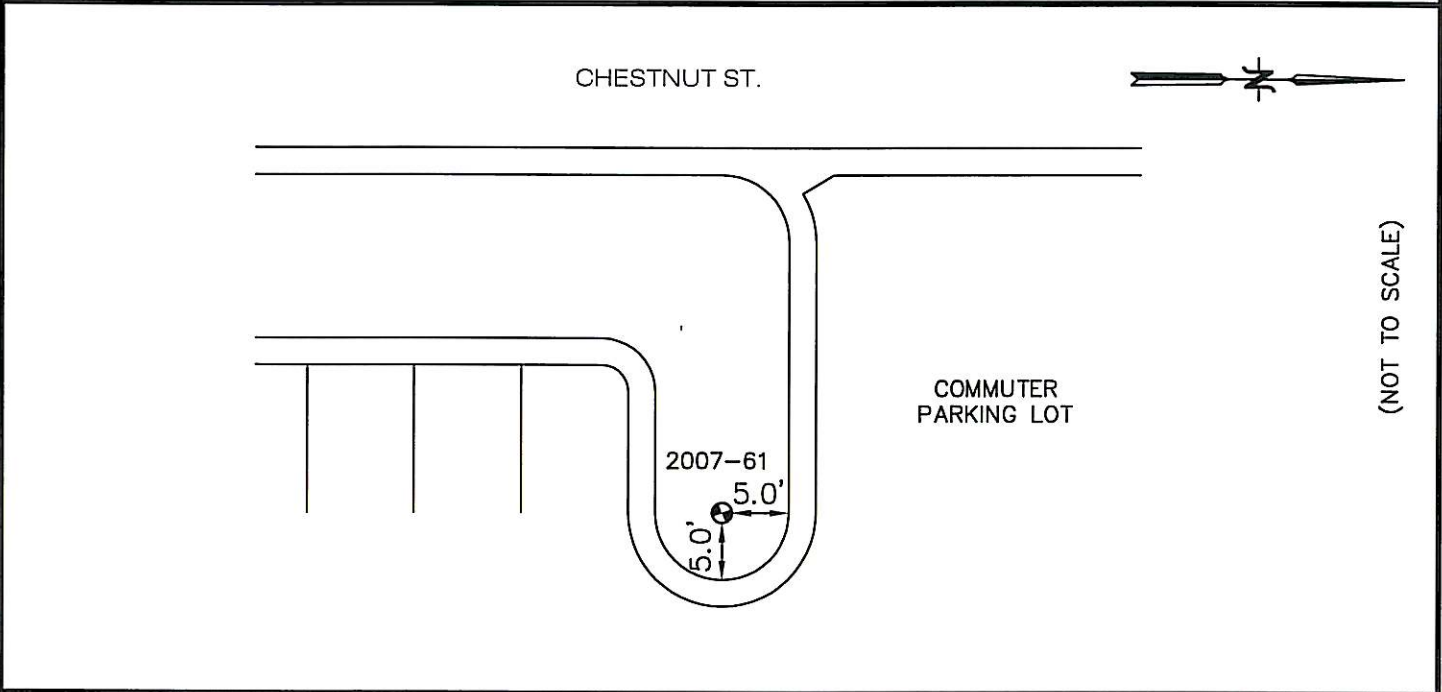 CHESTNUT ST.
N
(NOT TO SCALE)
COMMUTER
PARKING LOT
2007-61
5.0'
5.0'